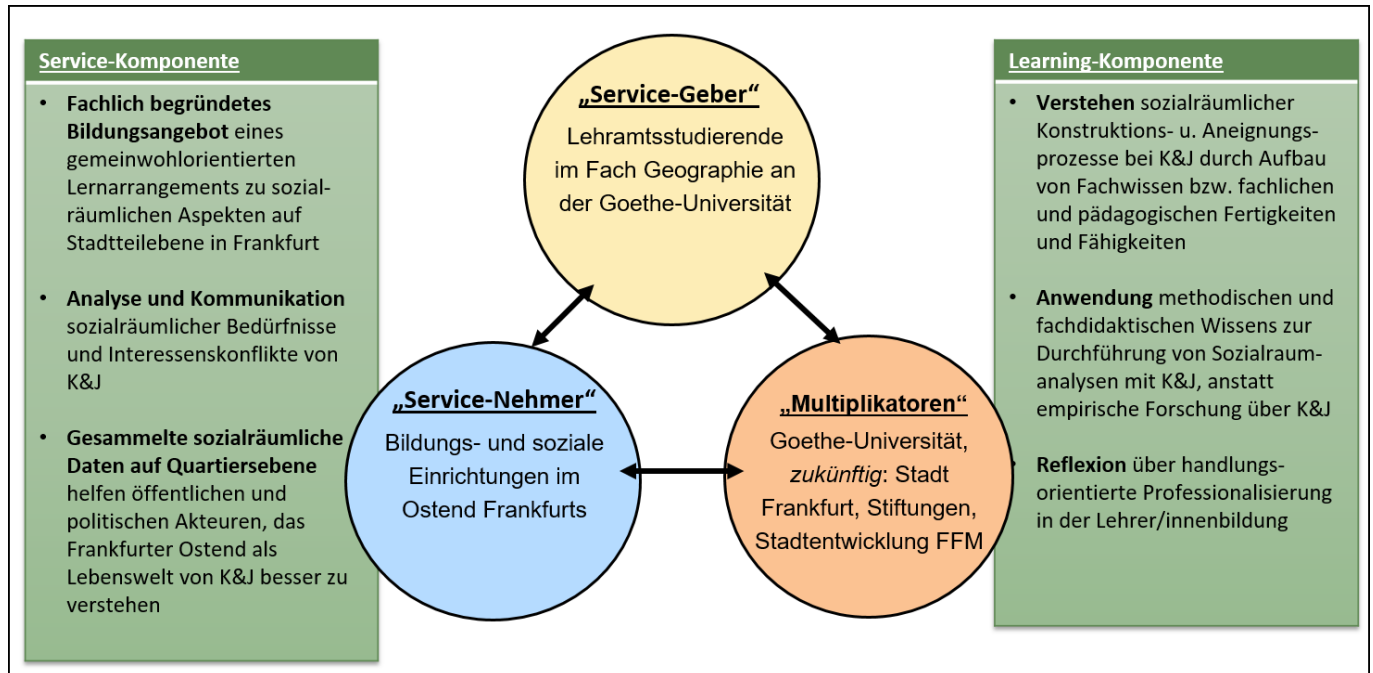 Service-Komponente
• Fachlich begründetes
Bildungsangebot eines
gemeinwohlorientierten
Lernarrangements zu sozial-
räumlichen Aspekten auf
Stadtteilebene in Frankfurt
• Analyse und Kommunikation
sozialräumlicher Bedürfnisse
und Interessenskonflikte von
K&J
• Gesammelte sozialräumliche
Daten auf Quartiersebene
helfen öffentlichen und
politischen Akteuren, das
Frankfurter Ostend als
Lebenswelt von K&J besser zu
verstehen
„Service-Geber“
Lehramtsstudierende
im Fach Geographie an
der Goethe-Universität
„Service-Nehmer“
Bildungs- und soziale
Einrichtungen im
Ostend Frankfurts
„Multiplikatoren“
Goethe-Universität,
zukünftig: Stadt
Frankfurt, Stiftungen,
Stadtentwicklung FFM
Learning-Komponente
• Verstehen sozialräumlicher
Konstruktions- u. Aneignungs-
prozesse bei K&J durch Aufbau
von Fachwissen bzw. fachlichen
und pädagogischen Fertigkeiten
und Fähigkeiten
• Anwendung methodischen und
fachdidaktischen Wissens zur
Durchführung von Sozialraum-
analysen mit K&J, anstatt
empirische Forschung über K&J
• Reflexion über handlungs-
orientierte Professionalisierung
in der Lehrer/innenbildung